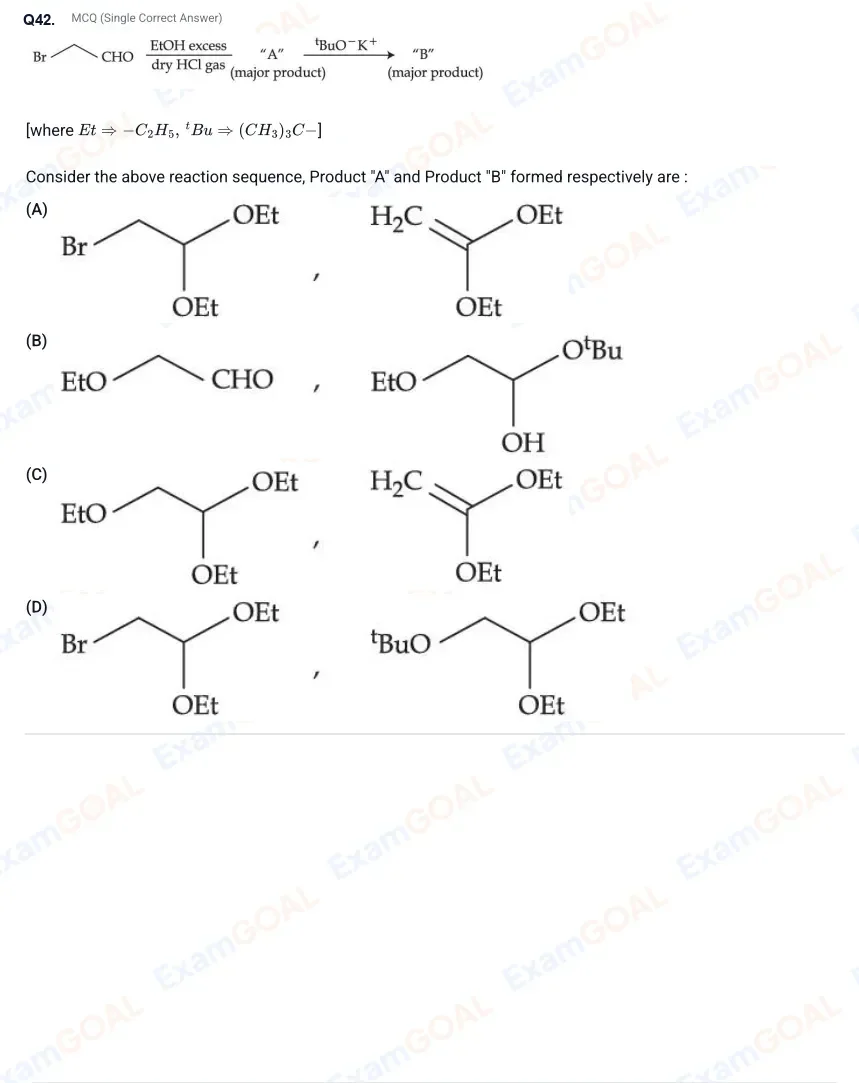 Q42. MCQ (Single Correct Answer)
Br CHO EtOH excess dry HCl gas "A" (major product) ᵗBuO⁻K⁺ "B" (major product)
[where Et ⇒ −C₂H₅, ᵗBu ⇒ (CH₃)₃C−]
Consider the above reaction sequence, Product "A" and Product "B" formed respectively are :
(A)
Br OEt OEt , H₂C OEt OEt
(B)
EtO CHO , EtO OᵗBu OH
(C)
EtO OEt OEt , H₂C OEt OEt
(D)
Br OEt OEt , ᵗBuO OEt OEt
ExamGOAL